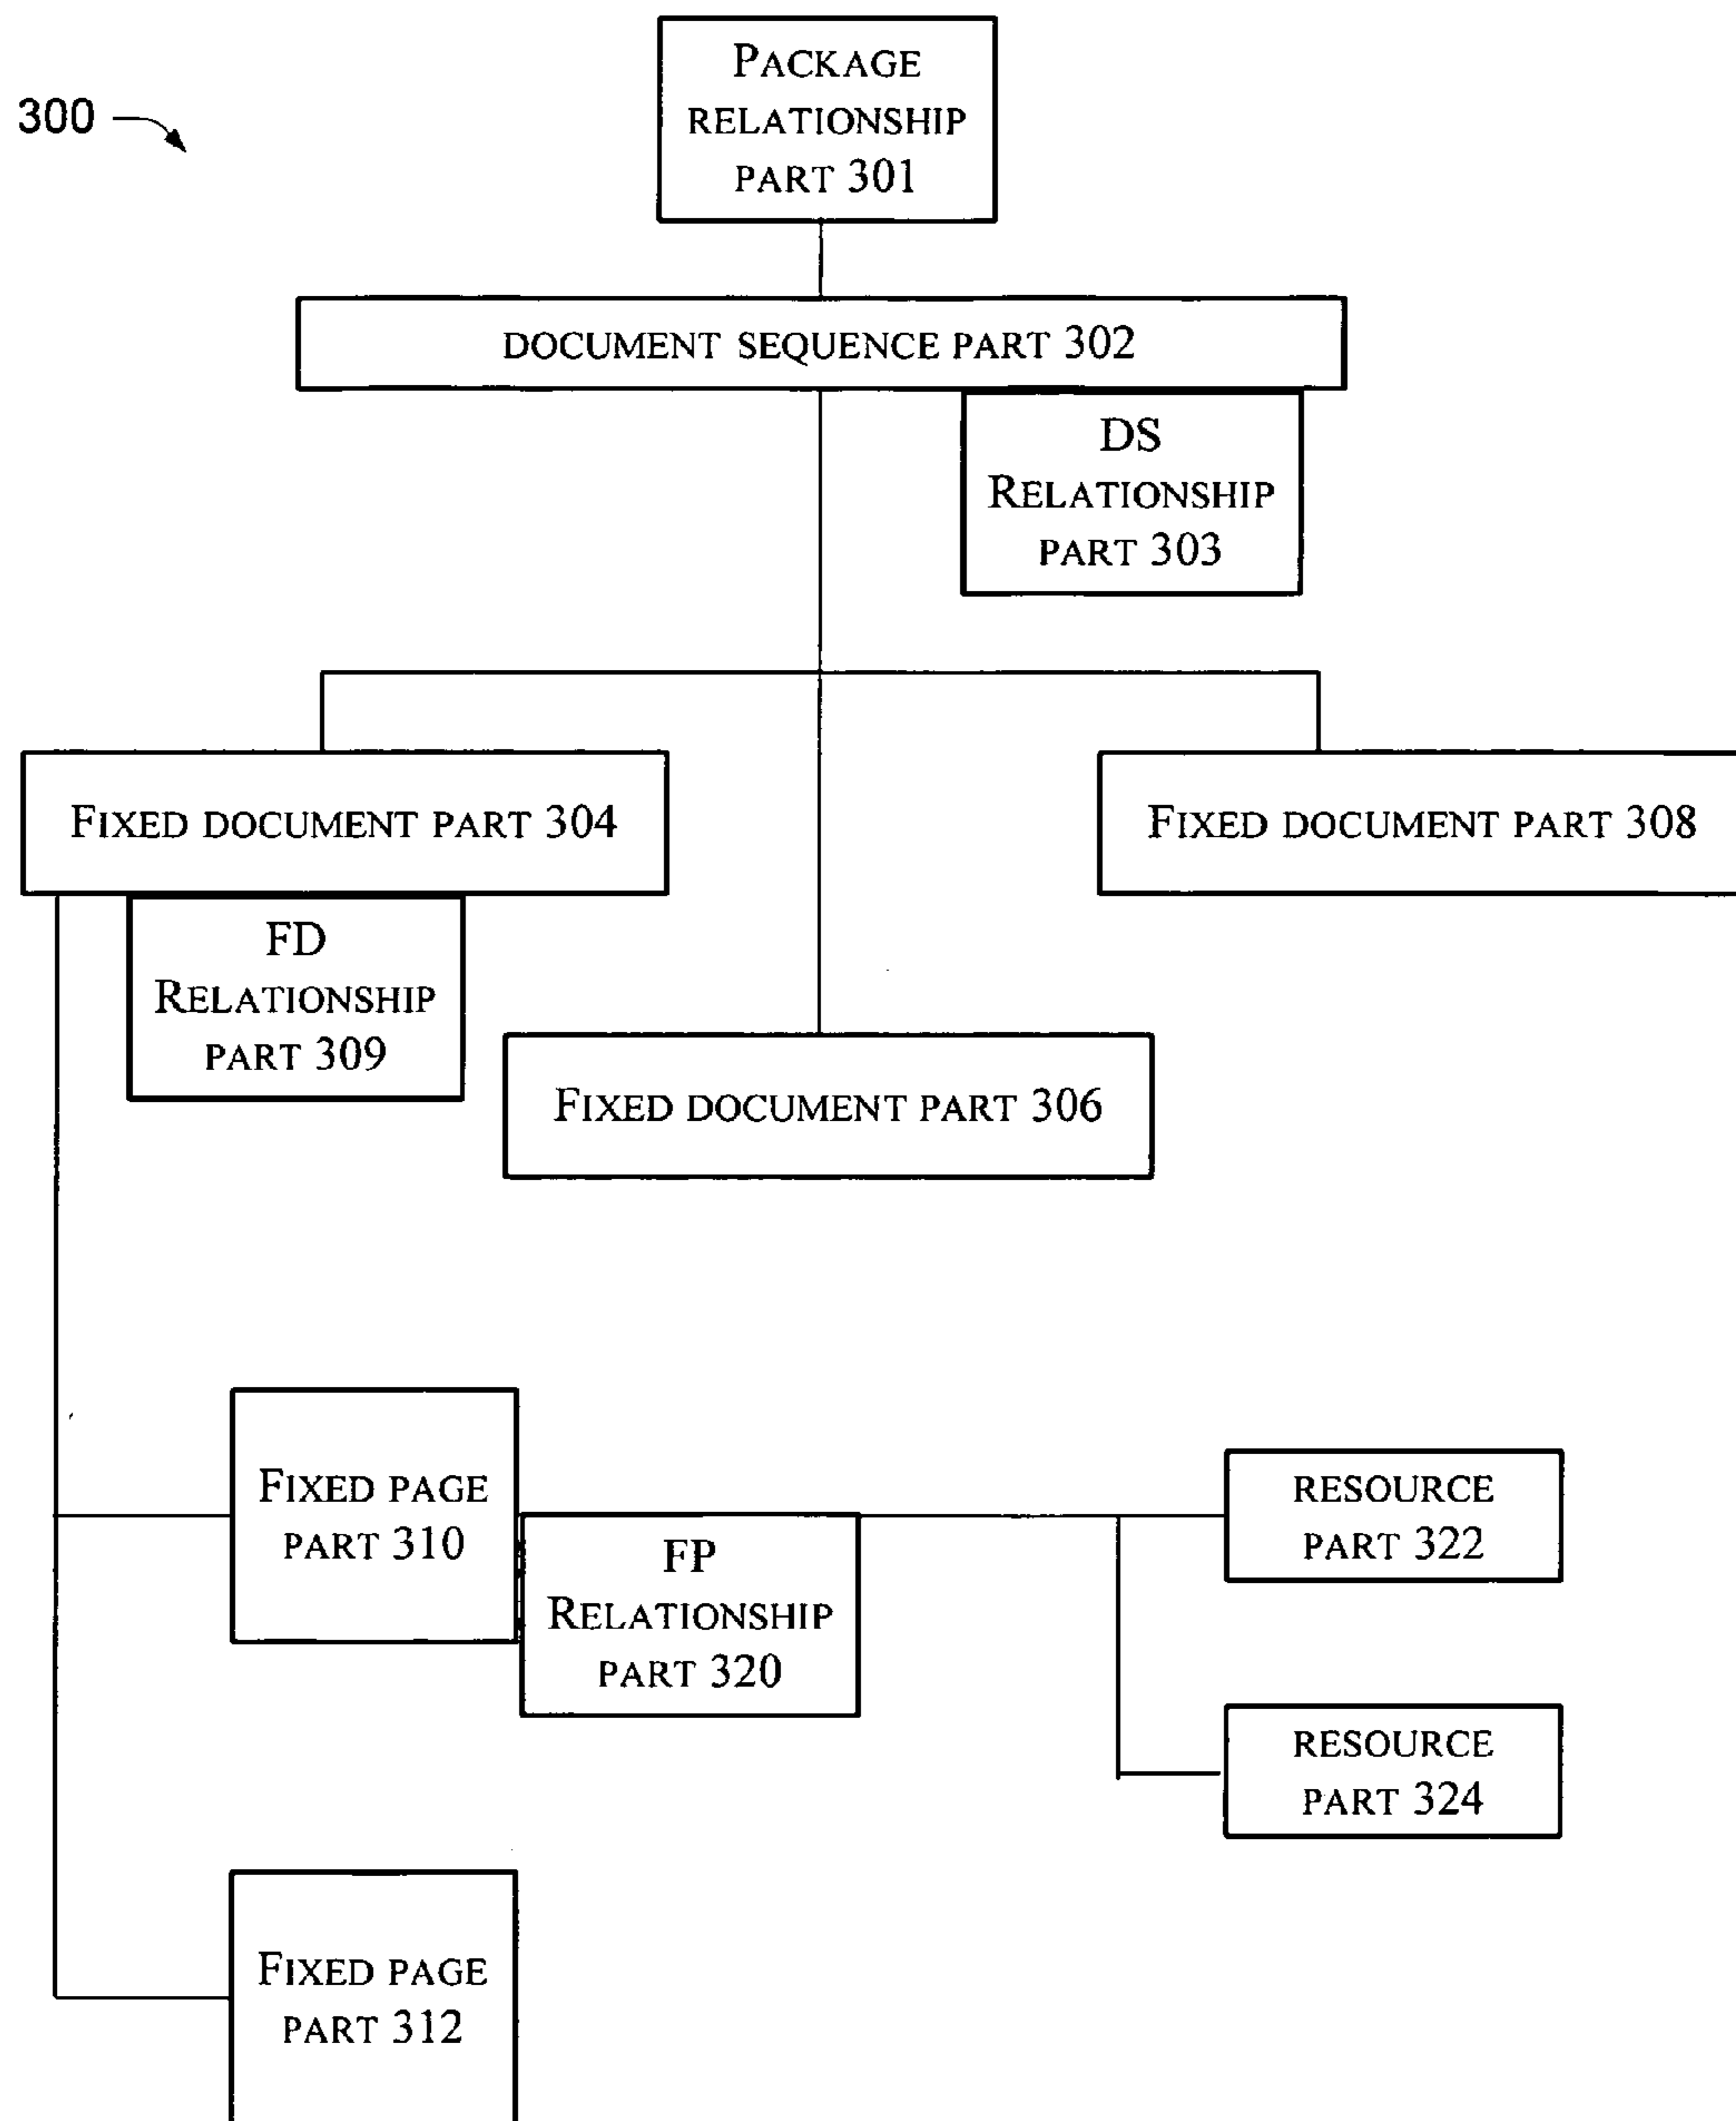 300
PACKAGE
RELATIONSHIP
PART 301
DOCUMENT SEQUENCE PART 302
DS
RELATIONSHIP
PART 303
FIXED DOCUMENT PART 304
FIXED DOCUMENT PART 308
FD
RELATIONSHIP
PART 309
FIXED DOCUMENT PART 306
FIXED PAGE
PART 310
FP
RELATIONSHIP
PART 320
RESOURCE
PART 322
RESOURCE
PART 324
FIXED PAGE
PART 312